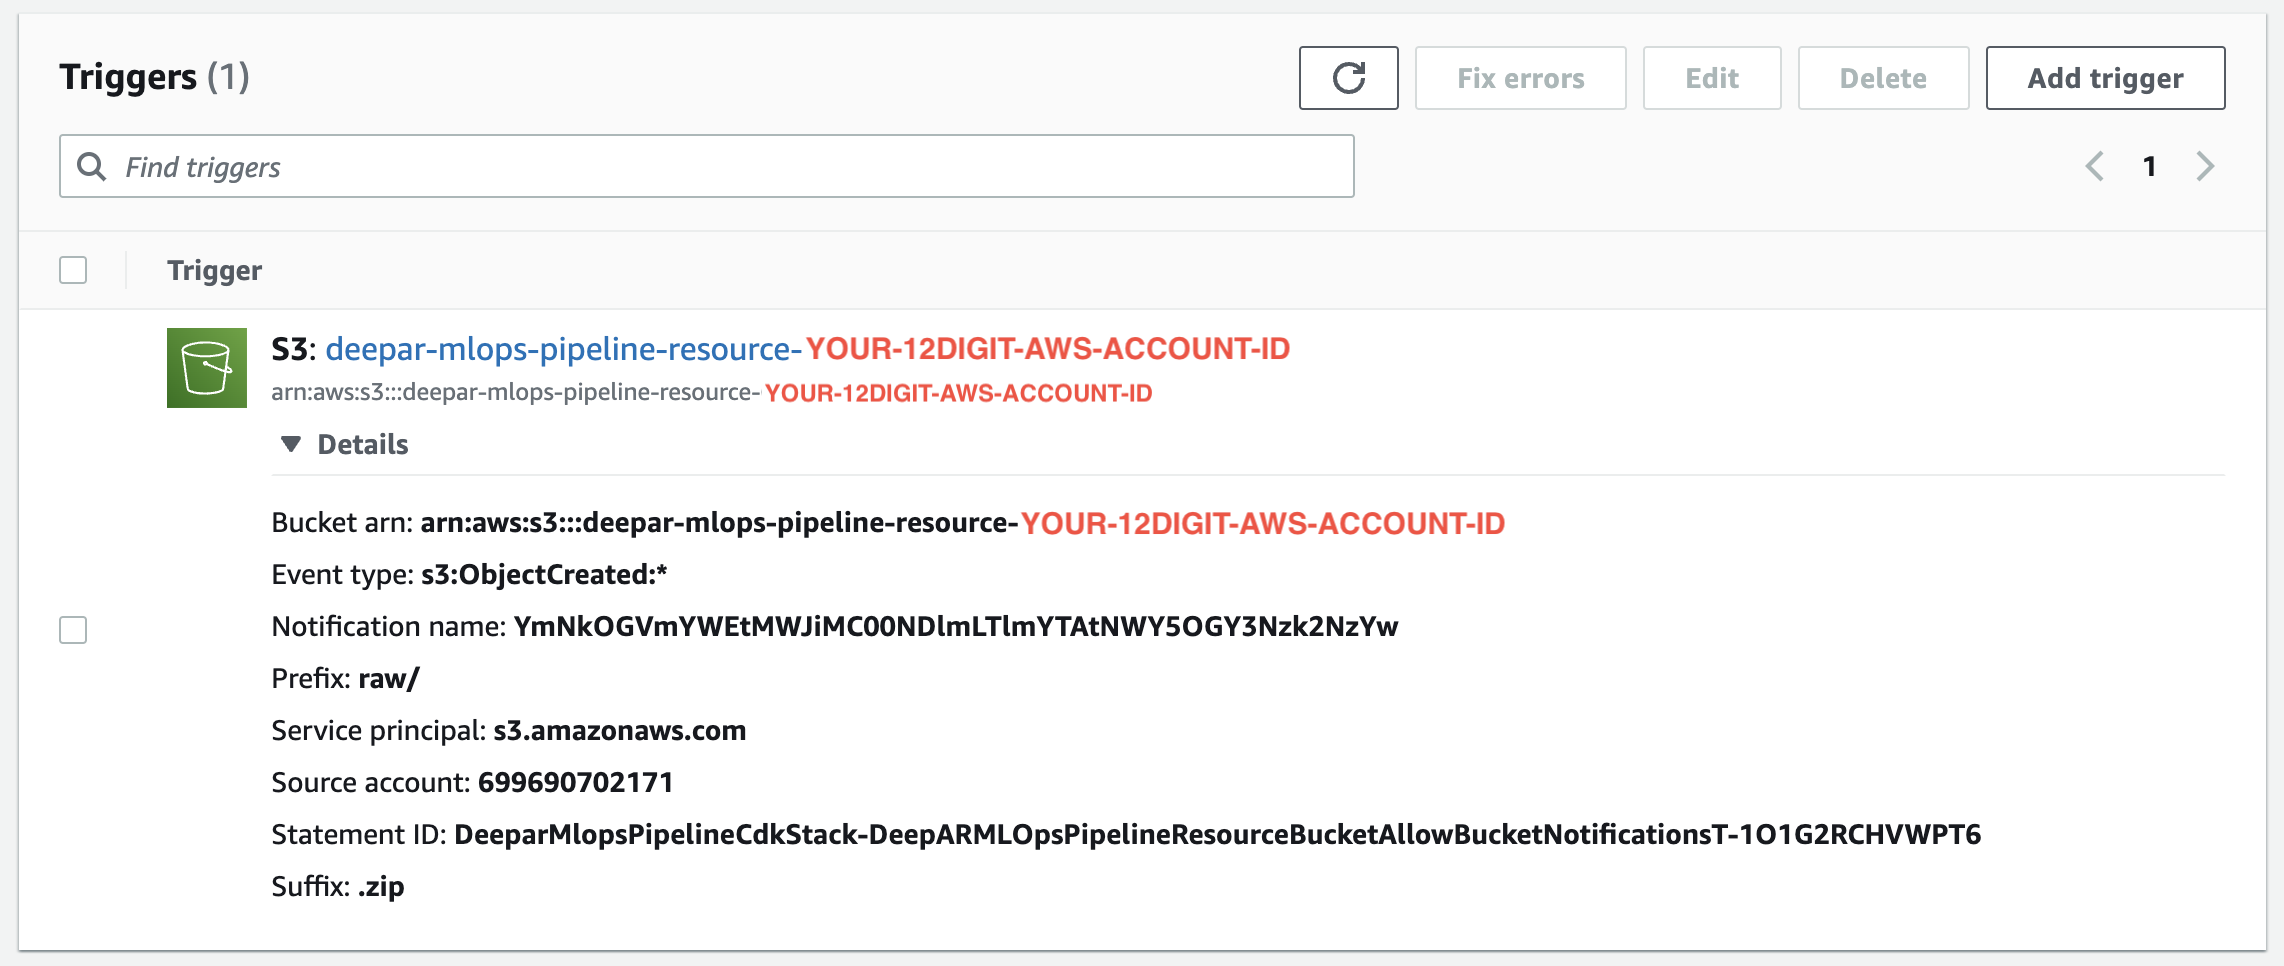 Triggers (1)
Fix errors
Edit
Delete
Add trigger
Find triggers
1
Trigger
S3: deepar-mlops-pipeline-resource-YOUR-12DIGIT-AWS-ACCOUNT-ID
arn:aws:s3:::deepar-mlops-pipeline-resource-YOUR-12DIGIT-AWS-ACCOUNT-ID
Details
Bucket arn: arn:aws:s3:::deepar-mlops-pipeline-resource-YOUR-12DIGIT-AWS-ACCOUNT-ID
Event type: s3:ObjectCreated:*
Notification name: YmNkOGVmYWEtMWJiMC00NDlmLTlmYTAtNWY5OGY3Nzk2NzYw
Prefix: raw/
Service principal: s3.amazonaws.com
Source account: 699690702171
Statement ID: DeeparMlopsPipelineCdkStack-DeepARMLOpsPipelineResourceBucketAllowBucketNotificationsT-1O1G2RCHVWPT6
Suffix: .zip